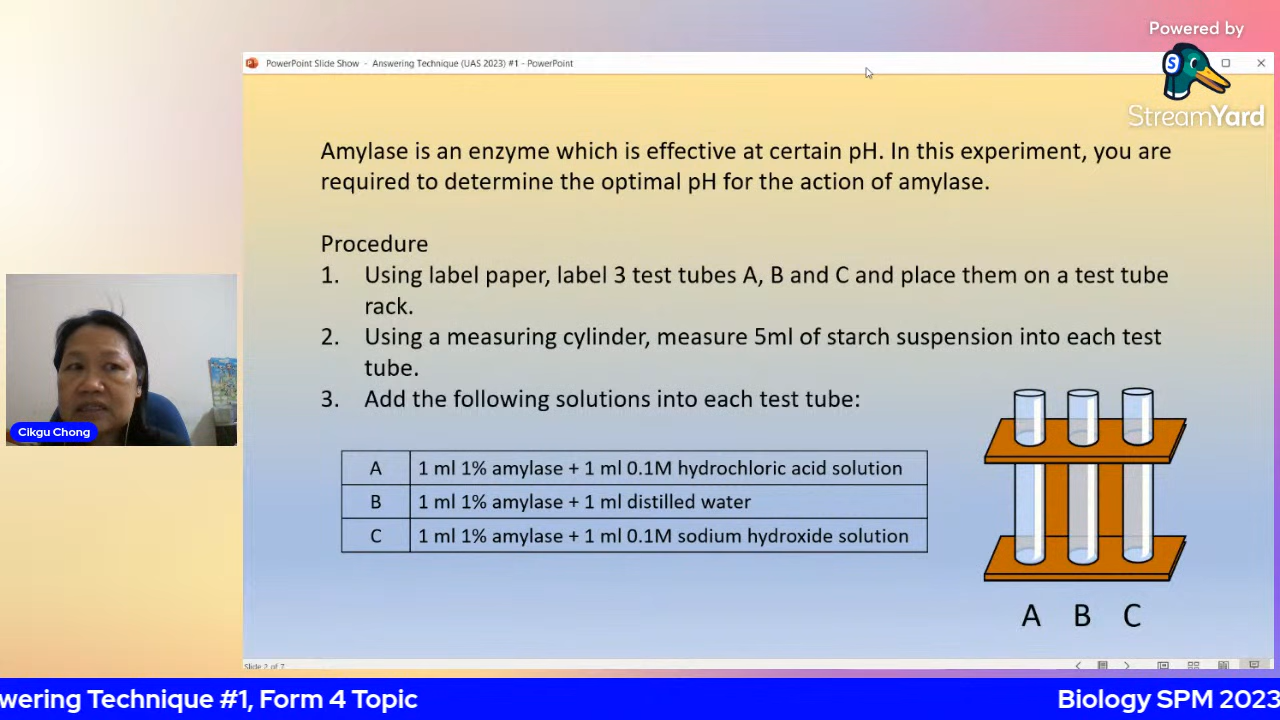 Powered by
StreamYard
PowerPoint Slide Show - Answering Technique (UAS 2023) #1 - PowerPoint
Amylase is an enzyme which is effective at certain pH. In this experiment, you are
required to determine the optimal pH for the action of amylase.
Procedure
1. Using label paper, label 3 test tubes A, B and C and place them on a test tube
rack.
2. Using a measuring cylinder, measure 5ml of starch suspension into each test
tube.
3. Add the following solutions into each test tube:
A 1 ml 1% amylase + 1 ml 0.1M hydrochloric acid solution
B 1 ml 1% amylase + 1 ml distilled water
C 1 ml 1% amylase + 1 ml 0.1M sodium hydroxide solution
A B C
Cikgu Chong
Slide 2 of 7
wering Technique #1, Form 4 Topic
Biology SPM 2023